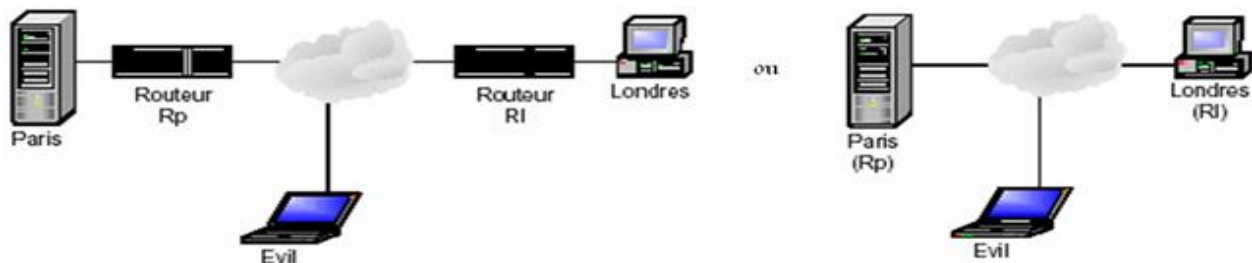 Paris
Routeur
Rp
Evil
Routeur
Rl
Londres
ou
Paris
(Rp)
Evil
Londres
(Rl)